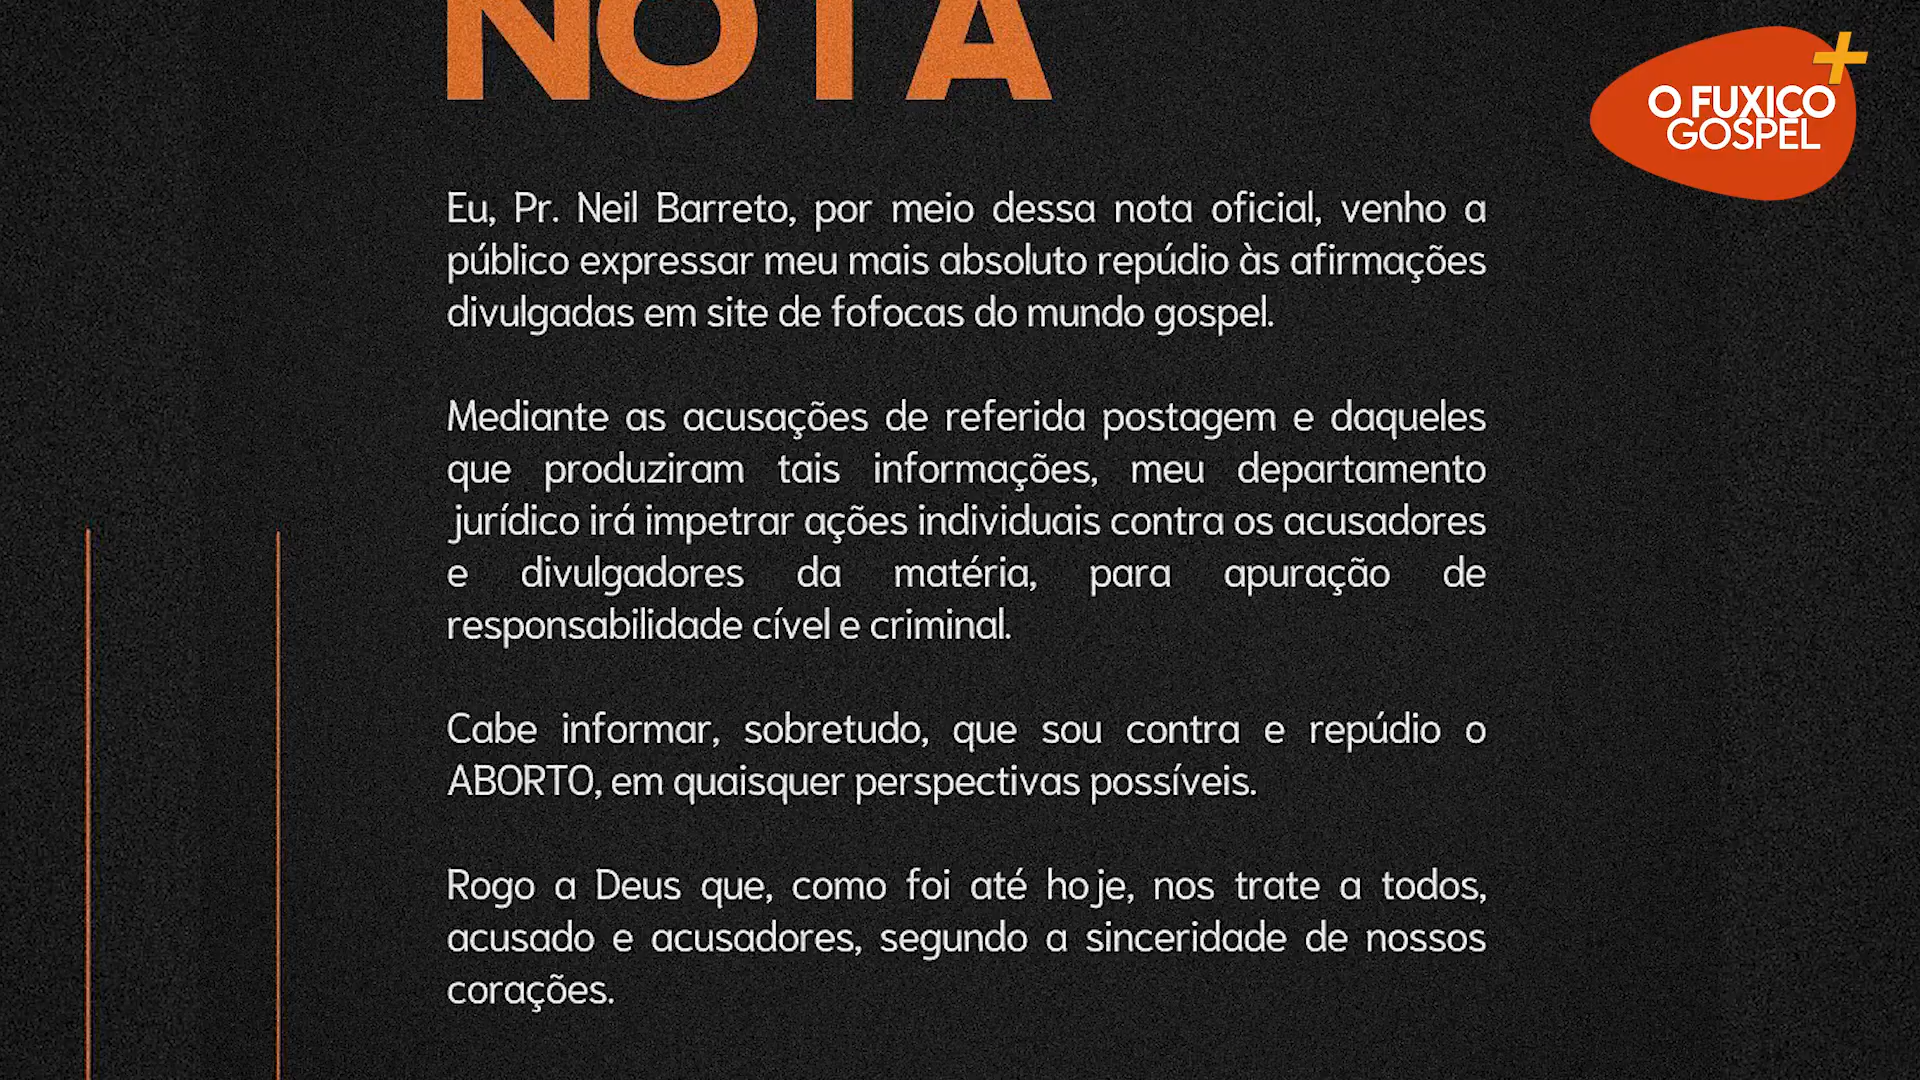 NOTA
O FUXICO
GOSPEL
Eu, Pr. Neil Barreto, por meio dessa nota oficial, venho a
público expressar meu mais absoluto repúdio às afirmações
divulgadas em site de fofocas do mundo gospel.
Mediante as acusações de referida postagem e daqueles
que produziram tais informações, meu departamento
jurídico irá impetrar ações individuais contra os acusadores
e divulgadores da matéria, para apuração de
responsabilidade cível e criminal.
Cabe informar, sobretudo, que sou contra e repúdio o
ABORTO, em quaisquer perspectivas possíveis.
Rogo a Deus que, como foi até hoje, nos trate a todos,
acusado e acusadores, segundo a sinceridade de nossos
corações.